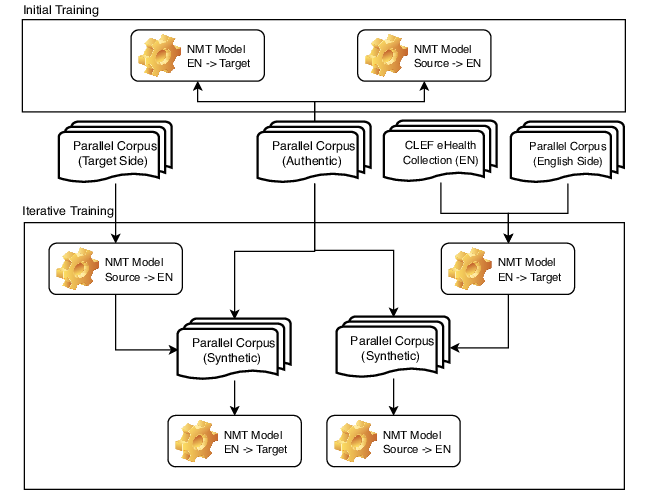 Initial Training
NMT Model
EN -> Target
NMT Model
Source -> EN
Parallel Corpus
(Target Side)
Parallel Corpus
(Authentic)
CLEF eHealth
Collection (EN)
Parallel Corpus
(English Side)
Iterative Training
NMT Model
Source -> EN
NMT Model
EN -> Target
Parallel Corpus
(Synthetic)
Parallel Corpus
(Synthetic)
NMT Model
EN -> Target
NMT Model
Source -> EN